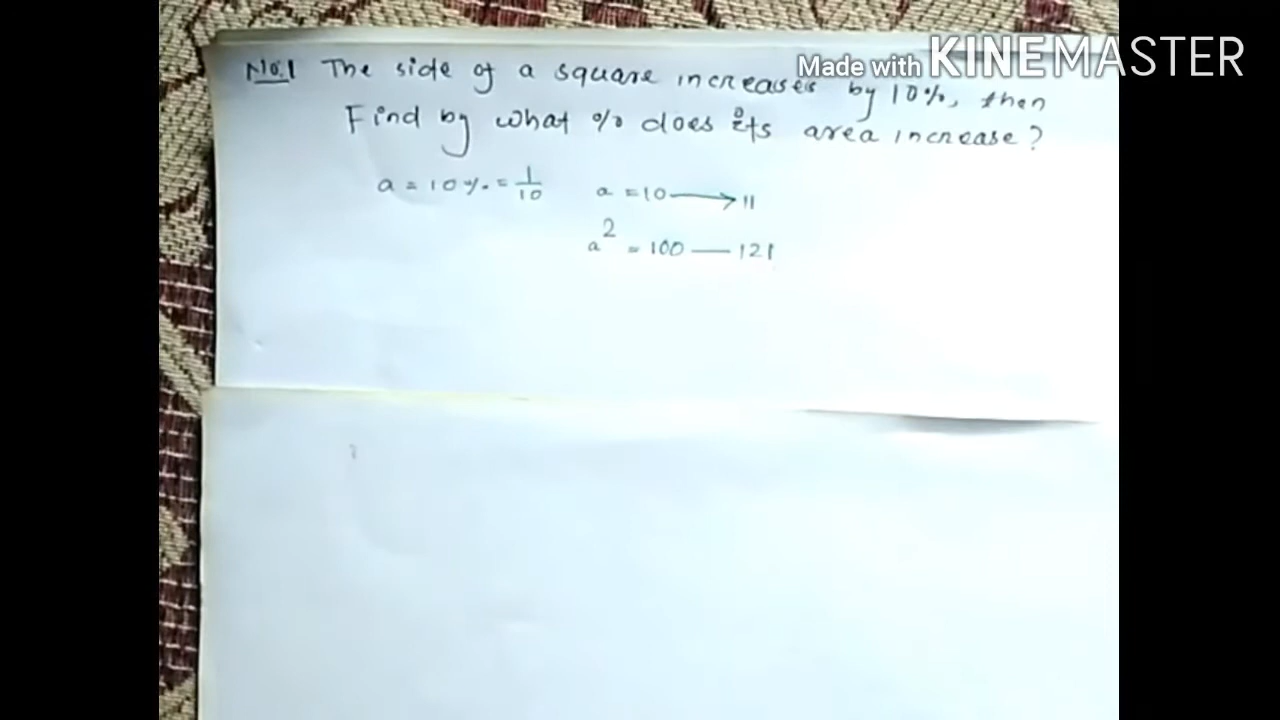 Made with KINEMASTER
No.1 The side of a square increases by 10%, then
Find by what % does its area increase?
a = 10% = 1/10 a = 10 → 11
a² = 100 — 121